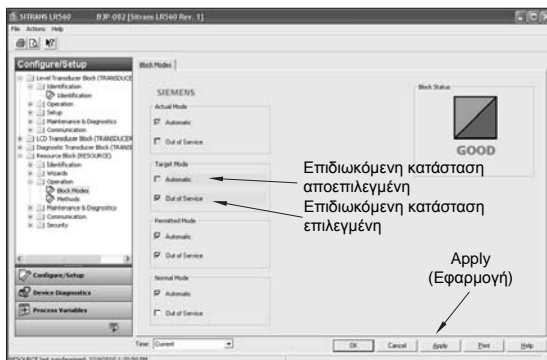 SITRANS LR560 BJP-082 [Sitrans LR560 Rev. 1]
File Actions Help
Configure/Setup
Level Transducer Block (TRANSDUCE
Identification
Identification
Operation
Setup
Maintenance & Diagnostics
Communication
LCD Transducer Block (TRANSDUCER
Diagnostic Transducer Block (TRANSDUCE
Resource Block (RESOURCE)
Identification
Wizards
Operation
Block Modes
Methods
Maintenance & Diagnostics
Communication
Security
Configure/Setup
Device Diagnostics
Process Variables
Block Modes
SIEMENS
Actual Mode
Automatic
Out of Service
Target Mode
Automatic
Out of Service
Permitted Mode
Automatic
Out of Service
Normal Mode
Automatic
Out of Service
Block Status
GOOD
Επιδιωκόμενη κατάσταση
αποεπιλεγμένη
Επιδιωκόμενη κατάσταση
επιλεγμένη
Apply
(Εφαρμογή)
Time: Current
OK Cancel Apply Print Help